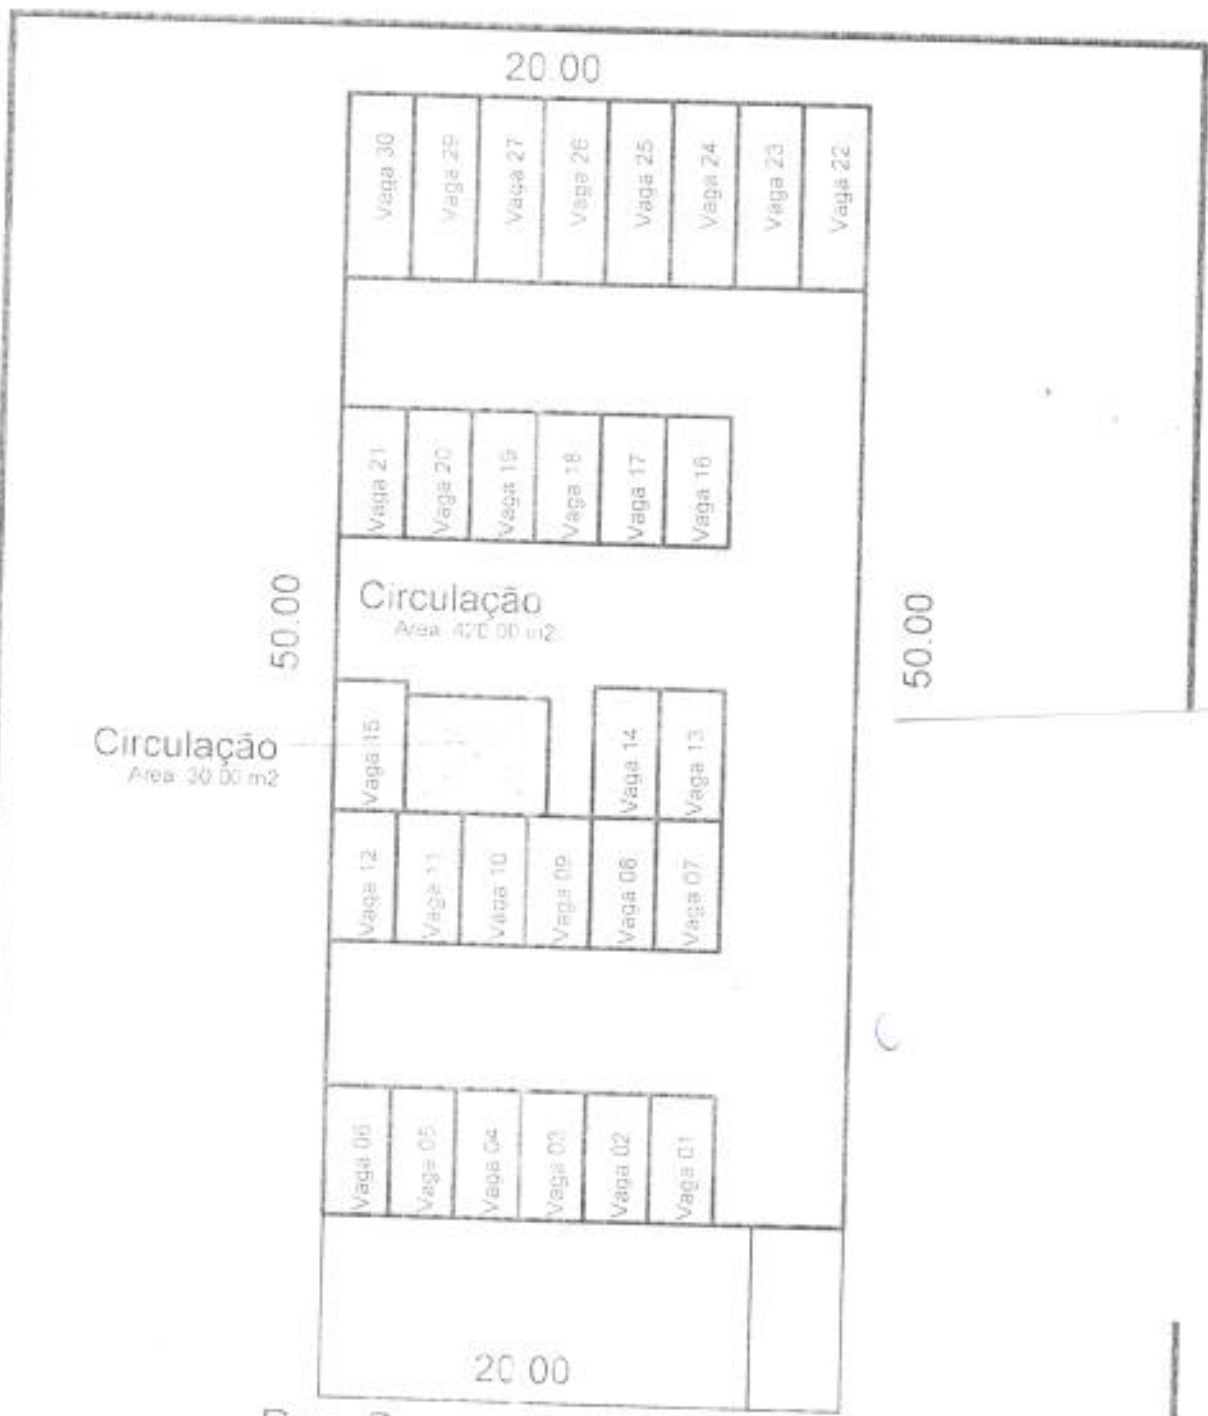 20.00
Vaga 30
Vaga 29
Vaga 27
Vaga 26
Vaga 25
Vaga 24
Vaga 23
Vaga 22
Vaga 21
Vaga 20
Vaga 19
Vaga 18
Vaga 17
Vaga 16
50.00
Circulação
Area
50.00
Circulação
Area 30.00 m2
Vaga 15
Vaga 14
Vaga 13
Vaga 12
Vaga 11
Vaga 10
Vaga 09
Vaga 08
Vaga 07
Vaga 06
Vaga 05
Vaga 04
Vaga 03
Vaga 02
Vaga 01
20.00